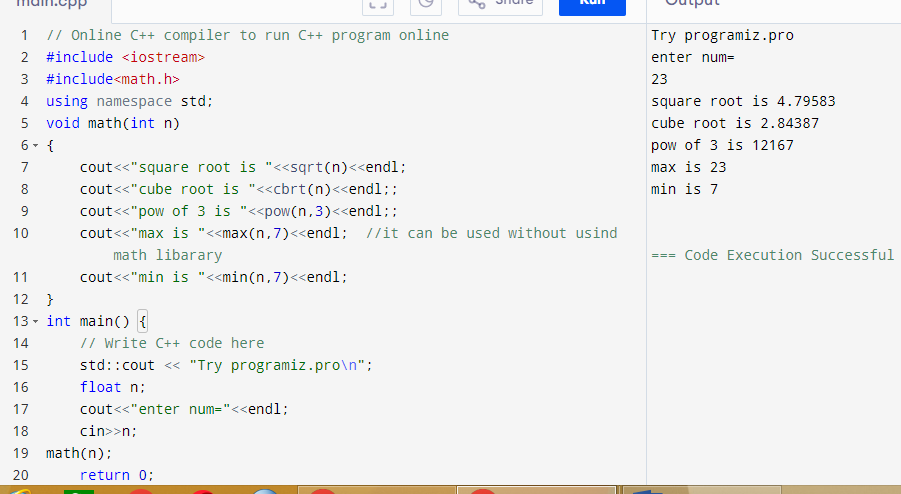 main.cpp
Share
Run
Output
1 // Online C++ compiler to run C++ program online
2 #include <iostream>
3 #include<math.h>
4 using namespace std;
5 void math(int n)
6 {
7 cout<<"square root is "<<sqrt(n)<<endl;
8 cout<<"cube root is "<<cbrt(n)<<endl;;
9 cout<<"pow of 3 is "<<pow(n,3)<<endl;;
10 cout<<"max is "<<max(n,7)<<endl; //it can be used without usind
math libarary
11 cout<<"min is "<<min(n,7)<<endl;
12 }
13 int main() {
14 // Write C++ code here
15 std::cout << "Try programiz.pro\n";
16 float n;
17 cout<<"enter num="<<endl;
18 cin>>n;
19 math(n);
20 return 0;
Try programiz.pro
enter num=
23
square root is 4.79583
cube root is 2.84387
pow of 3 is 12167
max is 23
min is 7
=== Code Execution Successful